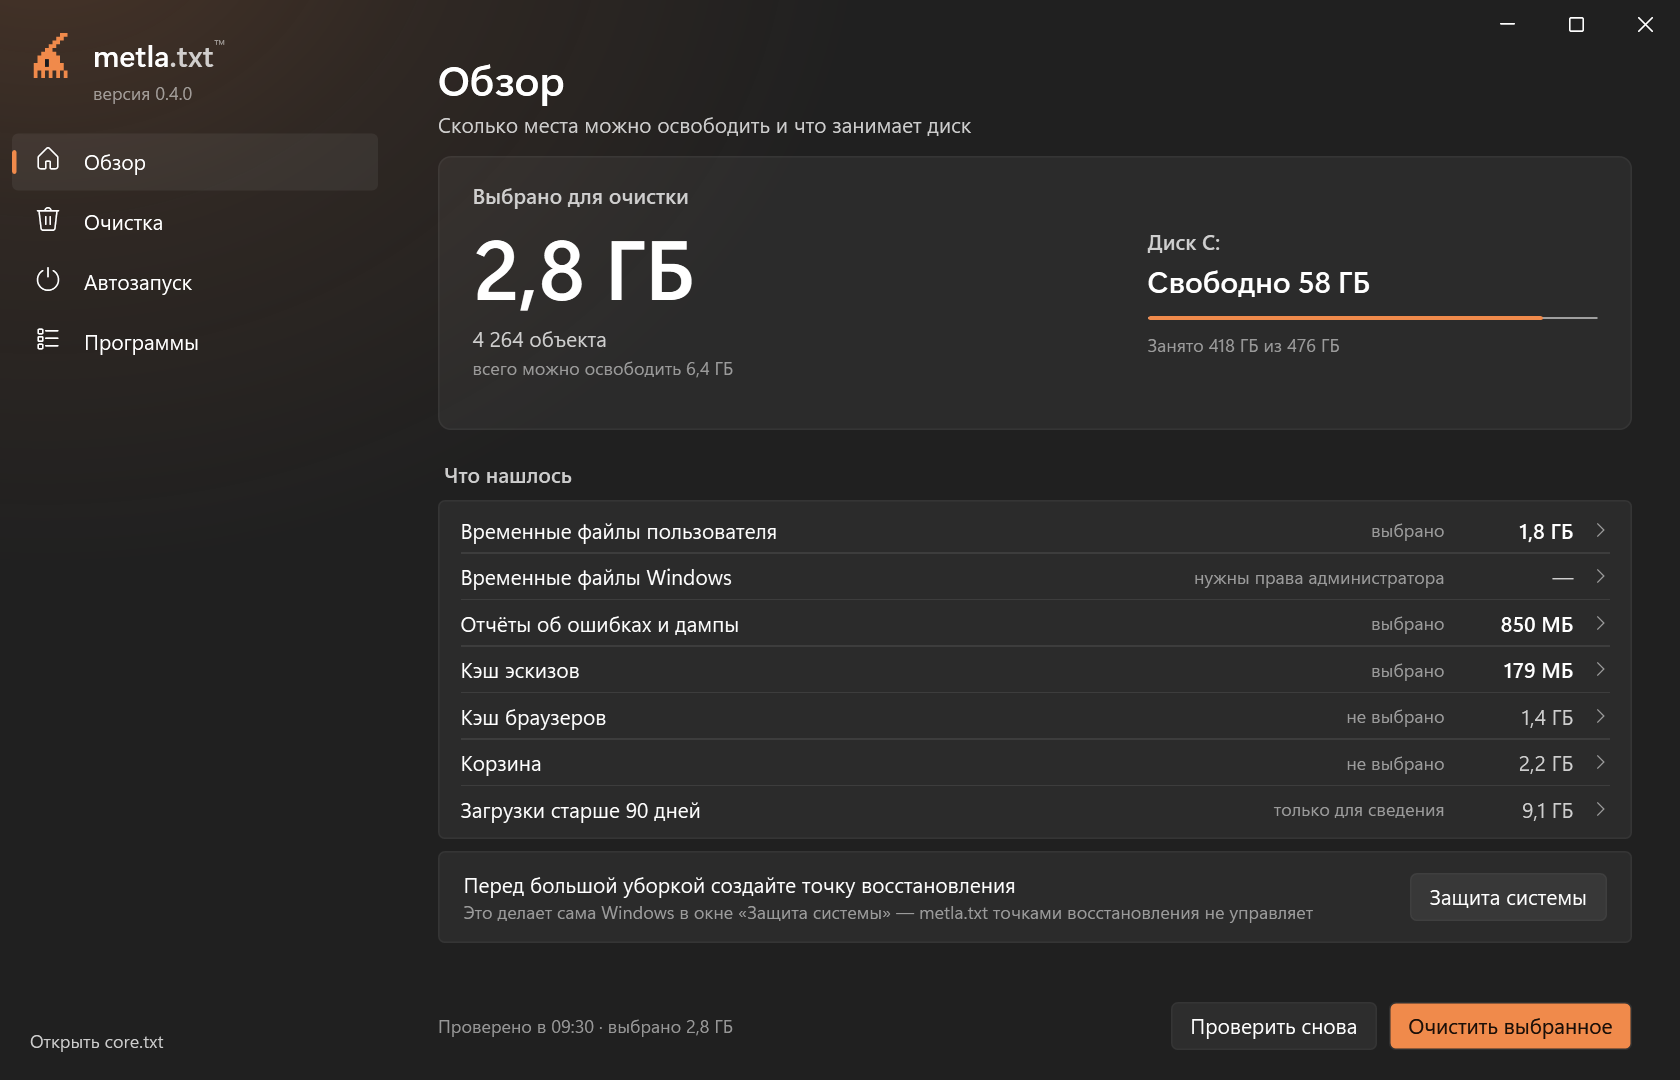 metla.txt™
версия 0.4.0
Обзор
Очистка
Автозапуск
Программы
Открыть core.txt
Обзор
Сколько места можно освободить и что занимает диск
Выбрано для очистки
2,8 ГБ
4 264 объекта
всего можно освободить 6,4 ГБ
Диск C:
Свободно 58 ГБ
Занято 418 ГБ из 476 ГБ
Что нашлось
Временные файлы пользователя выбрано 1,8 ГБ
Временные файлы Windows нужны права администратора —
Отчёты об ошибках и дампы выбрано 850 МБ
Кэш эскизов выбрано 179 МБ
Кэш браузеров не выбрано 1,4 ГБ
Корзина не выбрано 2,2 ГБ
Загрузки старше 90 дней только для сведения 9,1 ГБ
Перед большой уборкой создайте точку восстановления
Это делает сама Windows в окне «Защита системы» — metla.txt точками восстановления не управляет
Защита системы
Проверено в 09:30 · выбрано 2,8 ГБ
Проверить снова
Очистить выбранное